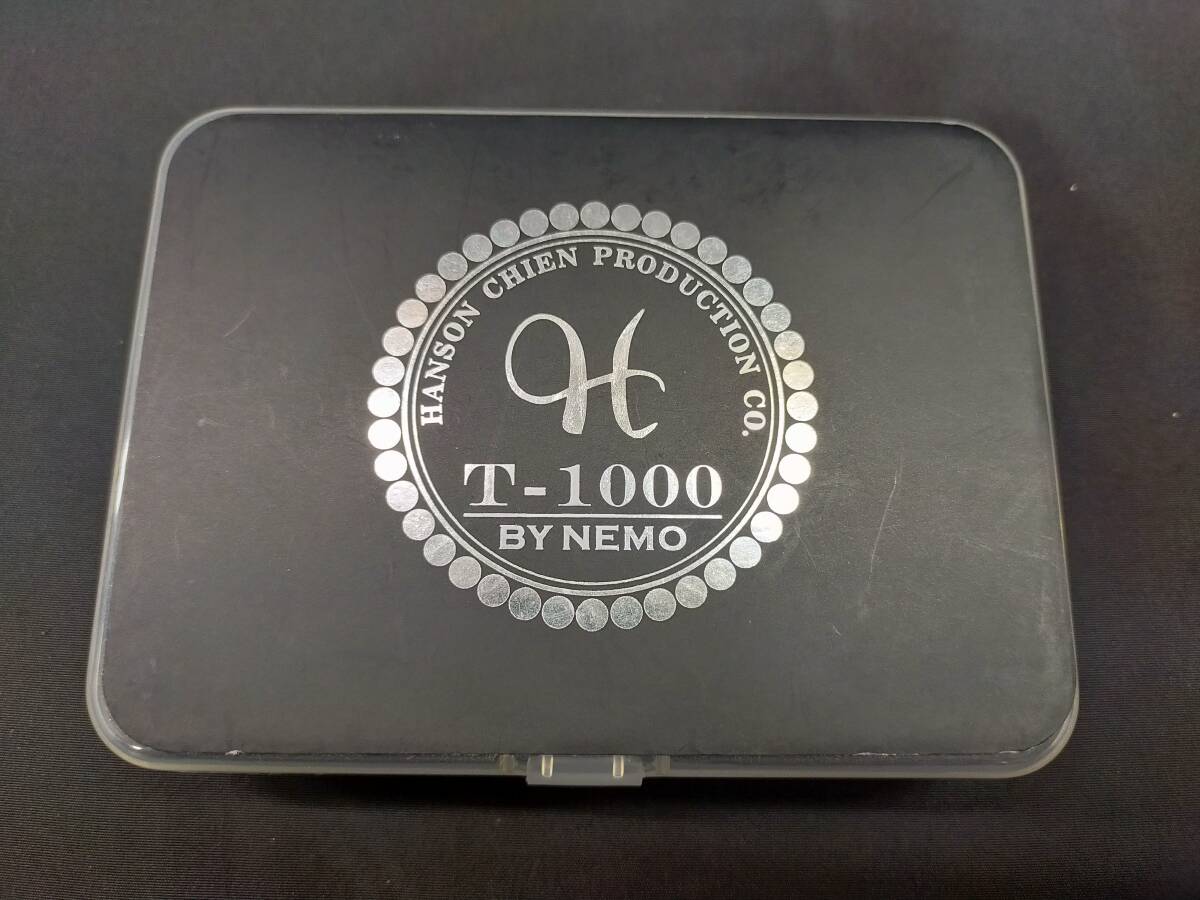 HANSON CHIEN PRODUCTION CO.
H
T-1000
BY NEMO